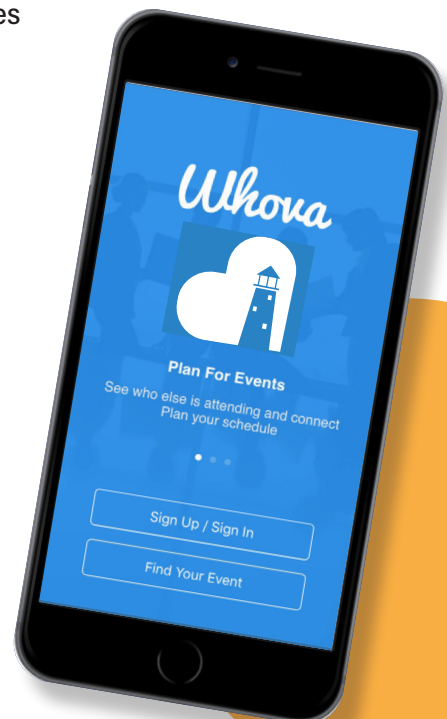 es
Whova
Plan For Events
See who else is attending and connect
Plan your schedule
Sign Up / Sign In
Find Your Event